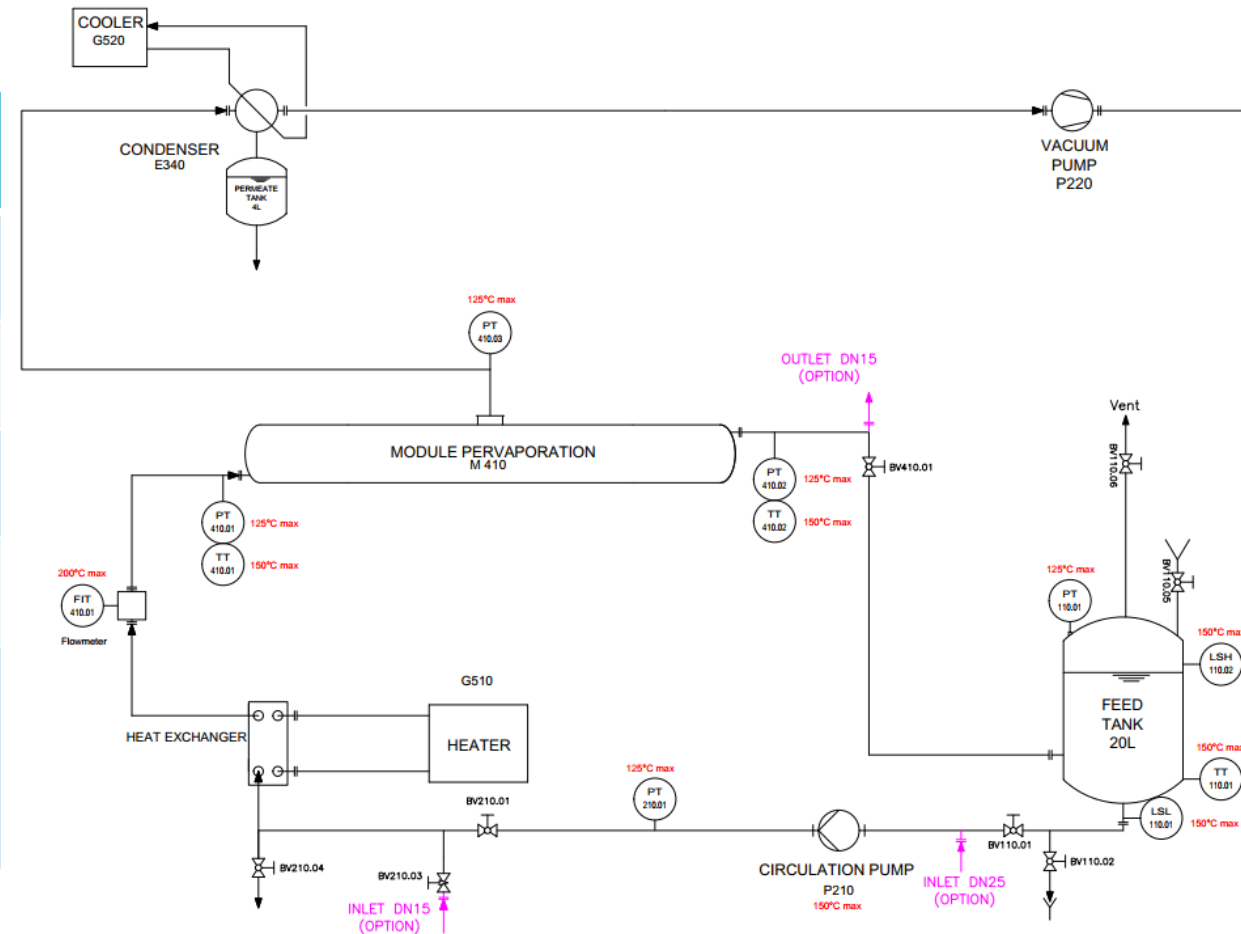 COOLER
G520
CONDENSER
E340
PERMEATE
TANK
4L
VACUUM
PUMP
P220
125°C max
PT
410.03
OUTLET DN15
(OPTION)
Vent
BV110.06
MODULE PERVAPORATION
M 410
BV410.01
PT
410.02
125°C max
TT
410.02
150°C max
PT
410.01
125°C max
TT
410.01
150°C max
200°C max
FIT
410.01
Flowmeter
BV110.05
125°C max
PT
110.01
150°C max
LSH
110.02
FEED
TANK
20L
150°C max
TT
110.01
LSL
110.01
150°C max
G510
HEATER
HEAT EXCHANGER
125°C max
PT
210.01
BV210.01
BV210.04
BV210.03
INLET DN15
(OPTION)
CIRCULATION PUMP
P210
150°C max
INLET DN25
(OPTION)
BV110.01
BV110.02